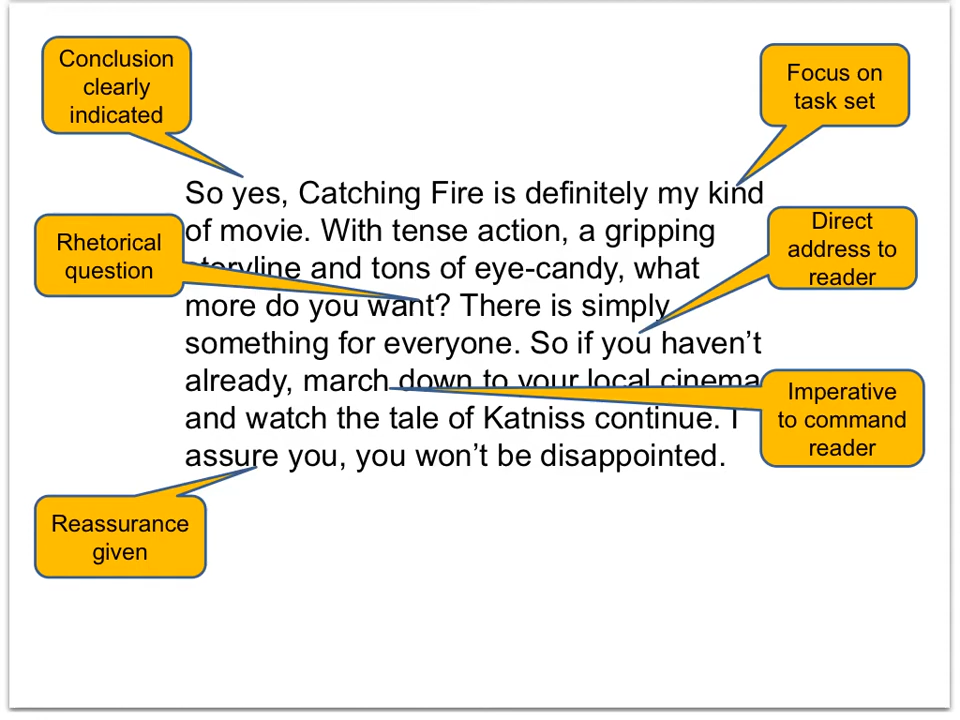 Conclusion
clearly
indicated
Focus on
task set
So yes, Catching Fire is definitely my kind
of movie. With tense action, a gripping
storyline and tons of eye-candy, what
more do you want? There is simply
something for everyone. So if you haven't
already, march down to your local cinema
and watch the tale of Katniss continue. I
assure you, you won't be disappointed.
Rhetorical
question
Direct
address to
reader
Imperative
to command
reader
Reassurance
given